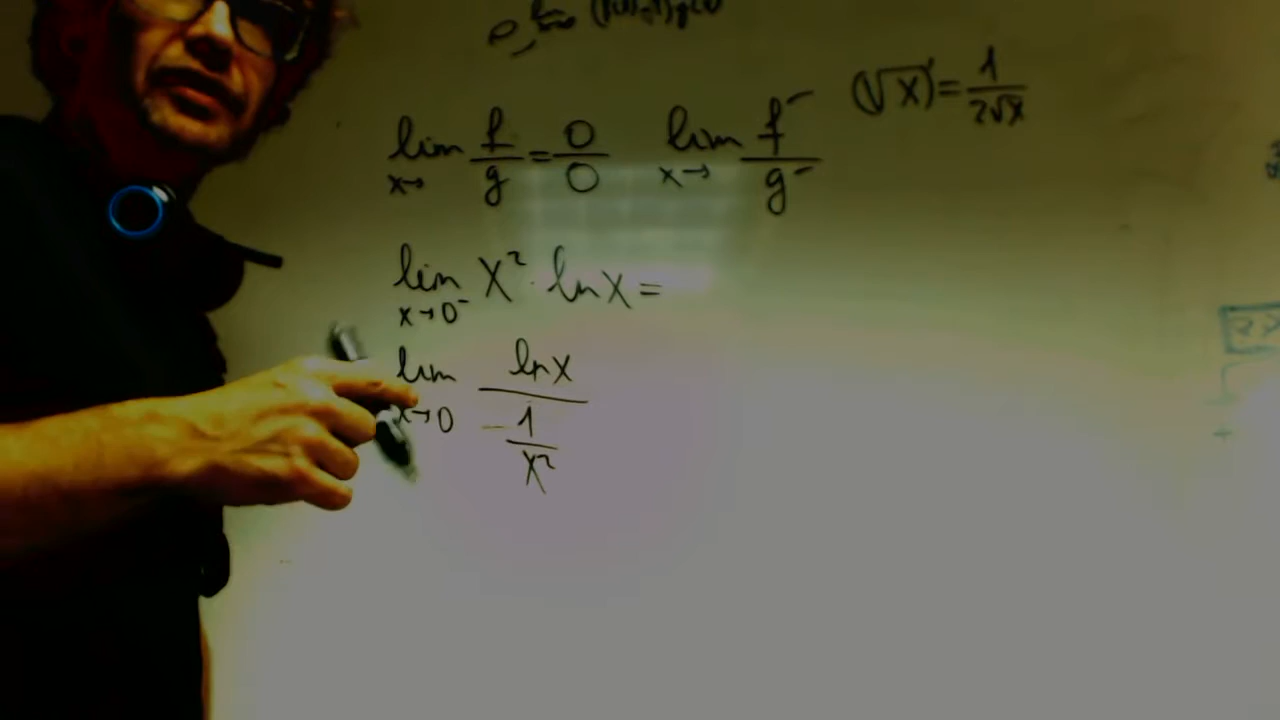 lim x→ f/g = 0/0 lim x→ f'/g' (√x)' = 1/2√x
lim x→0⁻ x² · ln x =
lim x→0 ln x / 1/x²